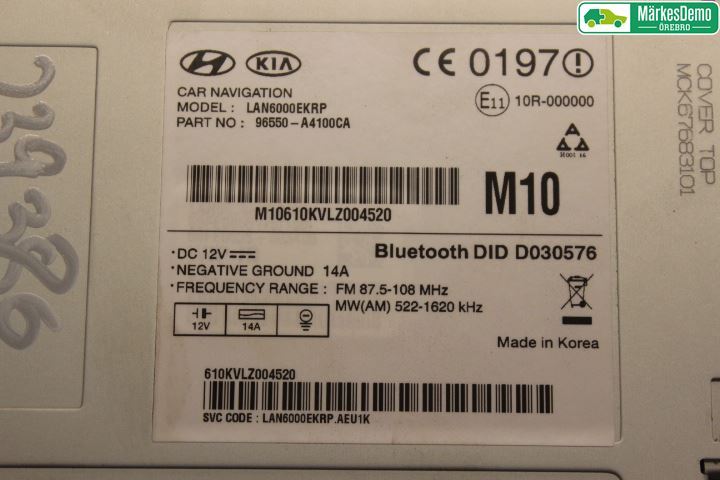 MärkesDemo
ÖREBRO
HYUNDAI KIA
CE 0197
CAR NAVIGATION
MODEL : LAN6000EKRP
PART NO : 96550-A4100CA
E11 10R-000000
M10610KVLZ004520
M10
Bluetooth DID D030576
·DC 12V
·NEGATIVE GROUND 14A
·FREQUENCY RANGE : FM 87.5-108 MHz
MW(AM) 522-1620 kHz
12V 14A
Made in Korea
610KVLZ004520
SVC CODE : LAN6000EKRP.AEU1K
COVER TOP
MCK67683101